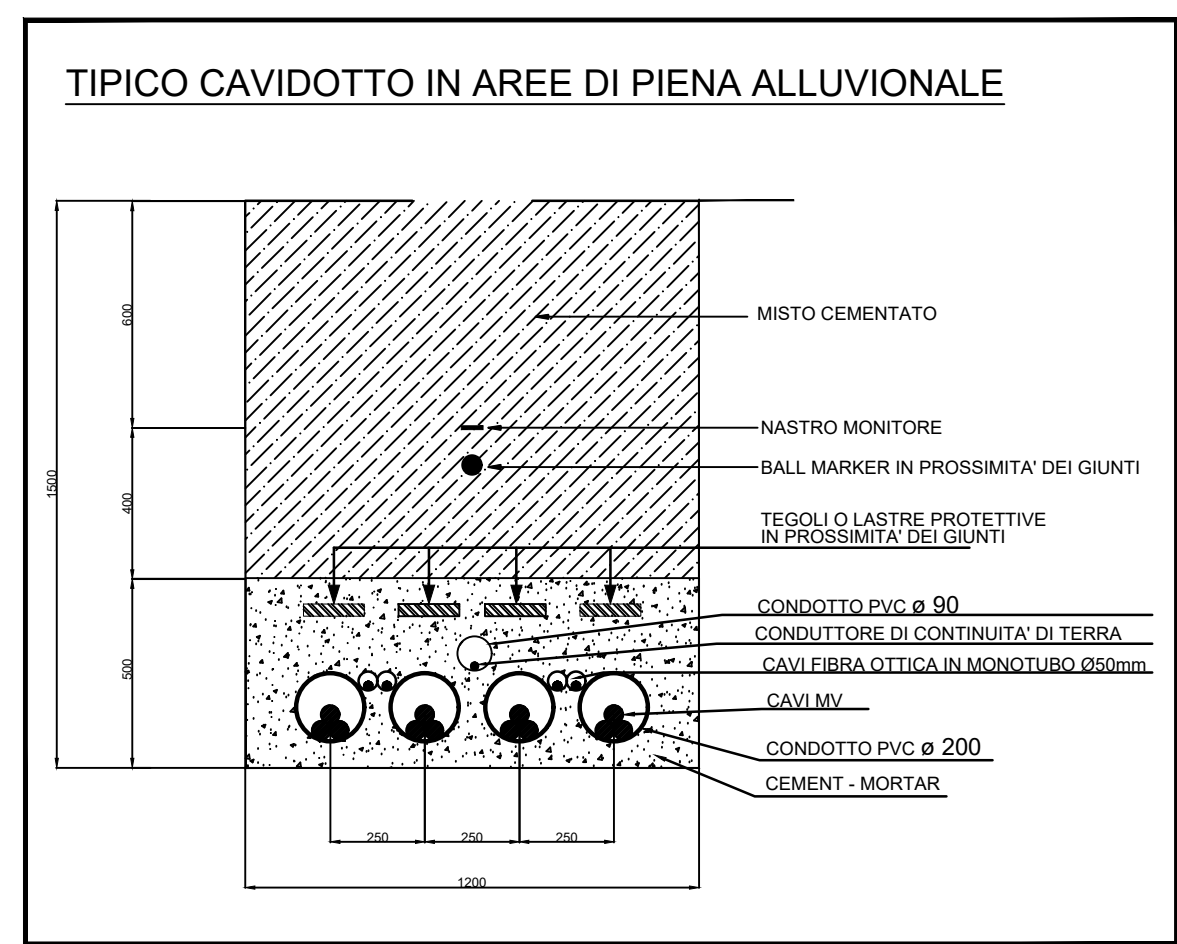 TIPICO CAVIDOTTO IN AREE DI PIENA ALLUVIONALE
600
MISTO CEMENTATO
NASTRO MONITORE
BALL MARKER IN PROSSIMITA' DEI GIUNTI
1500
400
TEGOLI O LASTRE PROTETTIVE
IN PROSSIMITA' DEI GIUNTI
CONDOTTO PVC ø 90
CONDUTTORE DI CONTINUITA' DI TERRA
CAVI FIBRA OTTICA IN MONOTUBO Ø50mm
500
CAVI MV
CONDOTTO PVC ø 200
CEMENT - MORTAR
250 250 250
1200